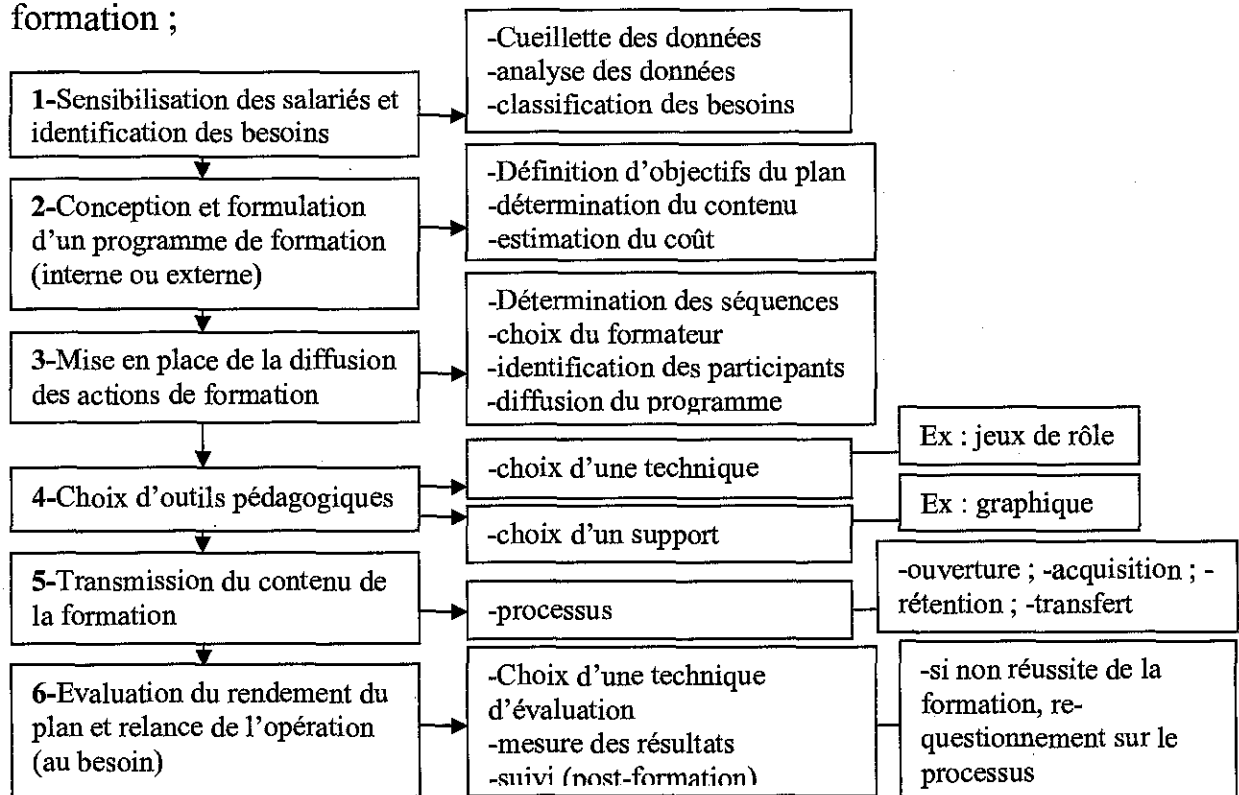 formation ;
1-Sensibilisation des salariés et
identification des besoins
-Cueillette des données
-analyse des données
-classification des besoins
2-Conception et formulation
d'un programme de formation
(interne ou externe)
-Définition d'objectifs du plan
-détermination du contenu
-estimation du coût
3-Mise en place de la diffusion
des actions de formation
-Détermination des séquences
-choix du formateur
-identification des participants
-diffusion du programme
4-Choix d'outils pédagogiques
-choix d'une technique
Ex : jeux de rôle
-choix d'un support
Ex : graphique
5-Transmission du contenu de
la formation
-processus
-ouverture ; -acquisition ; -
rétention ; -transfert
6-Evaluation du rendement du
plan et relance de l'opération
(au besoin)
-Choix d'une technique
d'évaluation
-mesure des résultats
-suivi (post-formation)
-si non réussite de la
formation, re-
questionnement sur le
processus